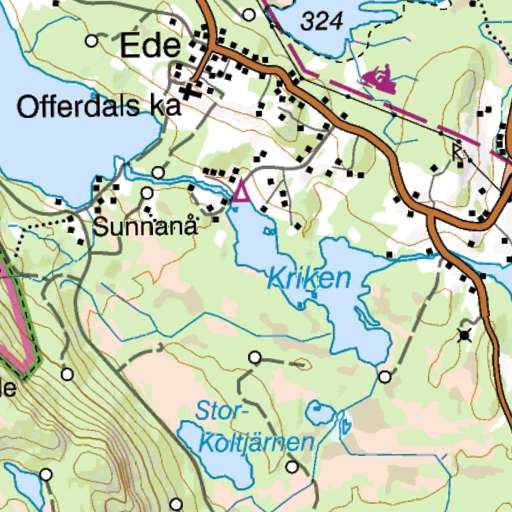 324
Ede
Offerdals ka
Sunnanå
Kriken
Stor-
Koltjärnen